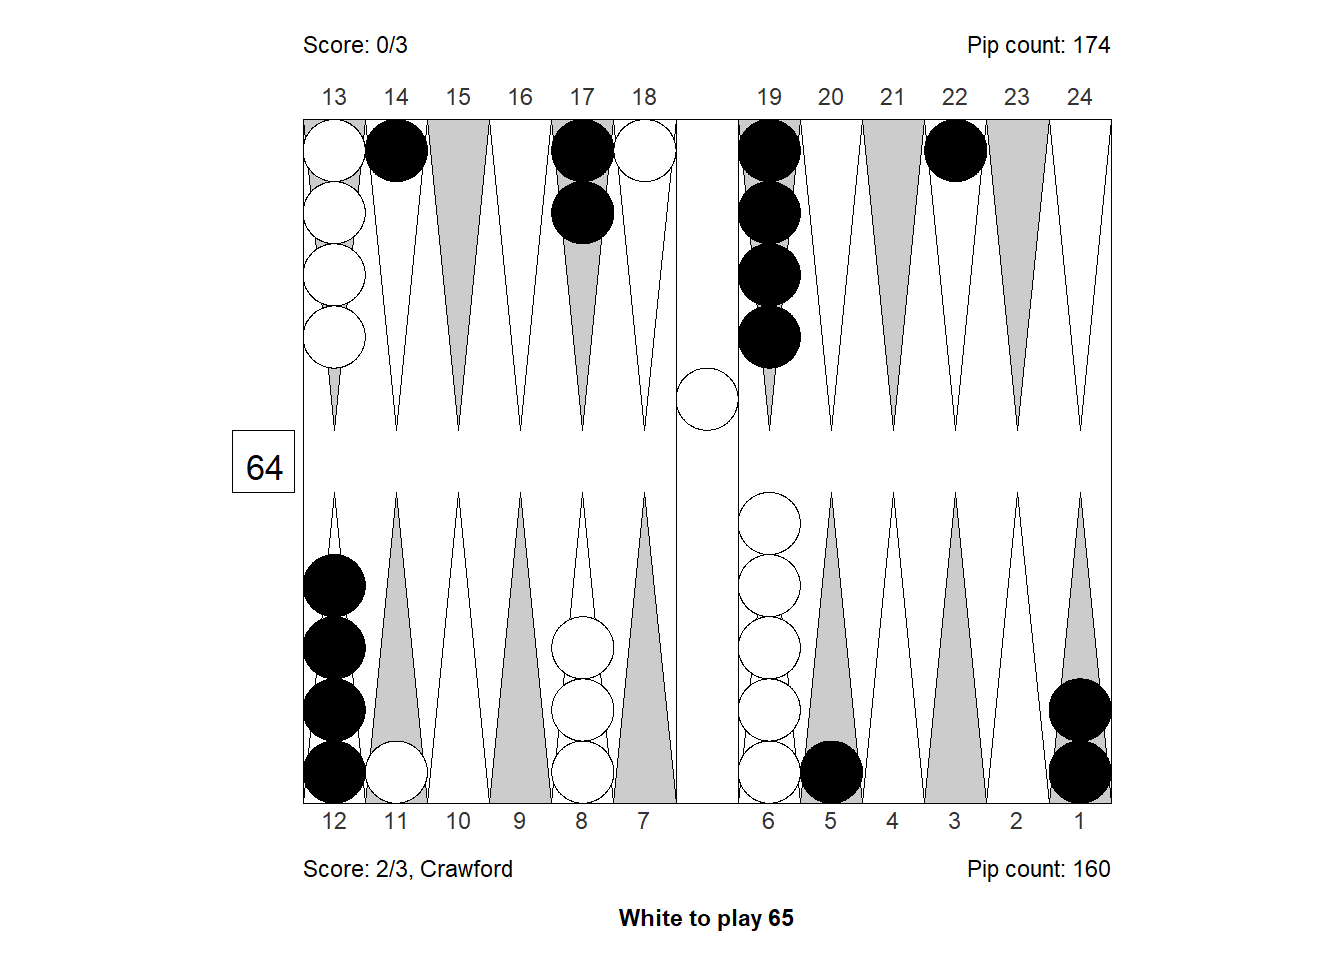 Score: 0/3 Pip count: 174
13 14 15 16 17 18 19 20 21 22 23 24
64
12 11 10 9 8 7 6 5 4 3 2 1
Score: 2/3, Crawford Pip count: 160
White to play 65